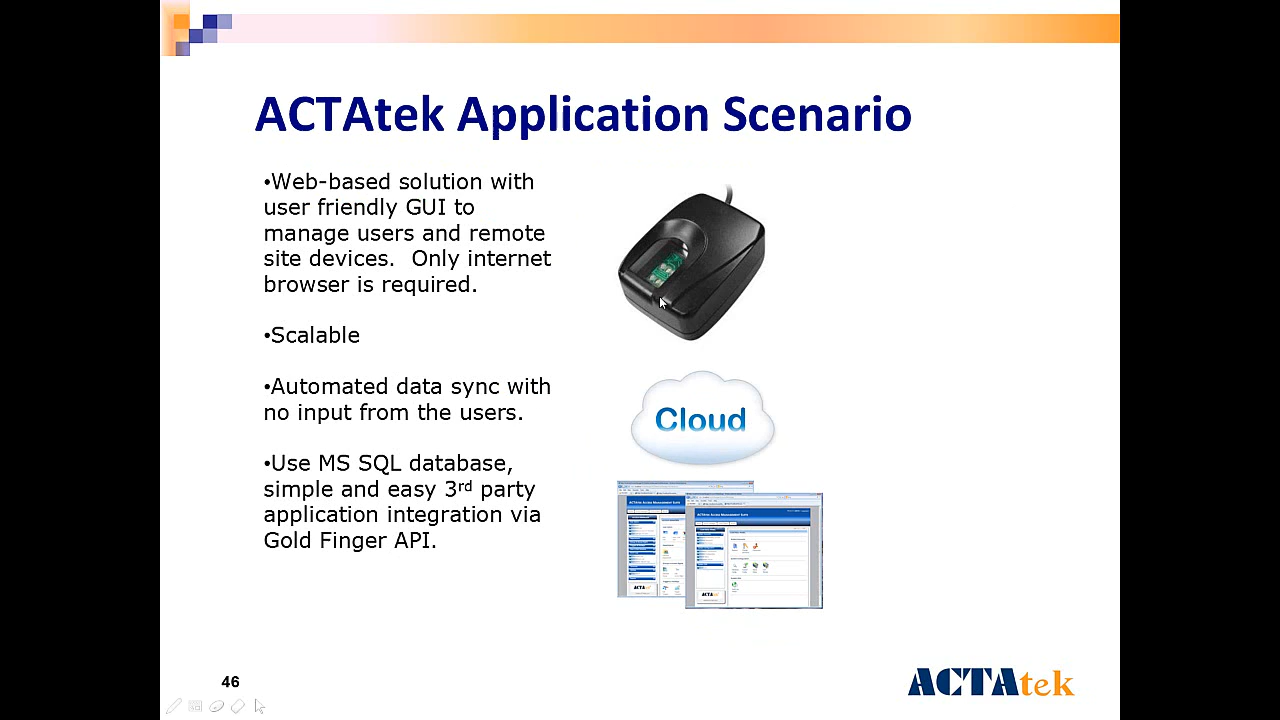 ACTAtek Application Scenario
•Web-based solution with
user friendly GUI to
manage users and remote
site devices.  Only internet
browser is required.
•Scalable
•Automated data sync with
no input from the users.
•Use MS SQL database,
simple and easy 3rd party
application integration via
Gold Finger API.
Cloud
46
ACTAtek